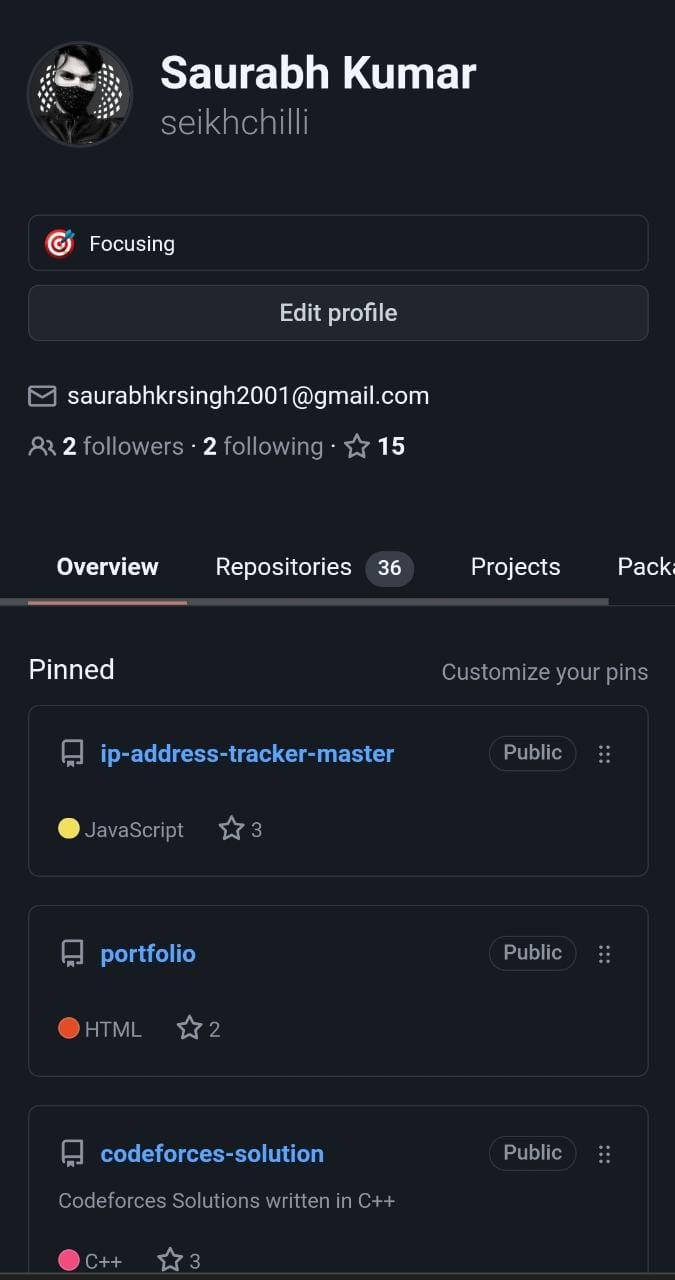 Saurabh Kumar
seikhchilli
Focusing
Edit profile
saurabhkrsingh2001@gmail.com
2 followers · 2 following · 15
Overview Repositories 36 Projects Packa
Pinned Customize your pins
ip-address-tracker-master Public
JavaScript 3
portfolio Public
HTML 2
codeforces-solution Public
Codeforces Solutions written in C++
C++ 3